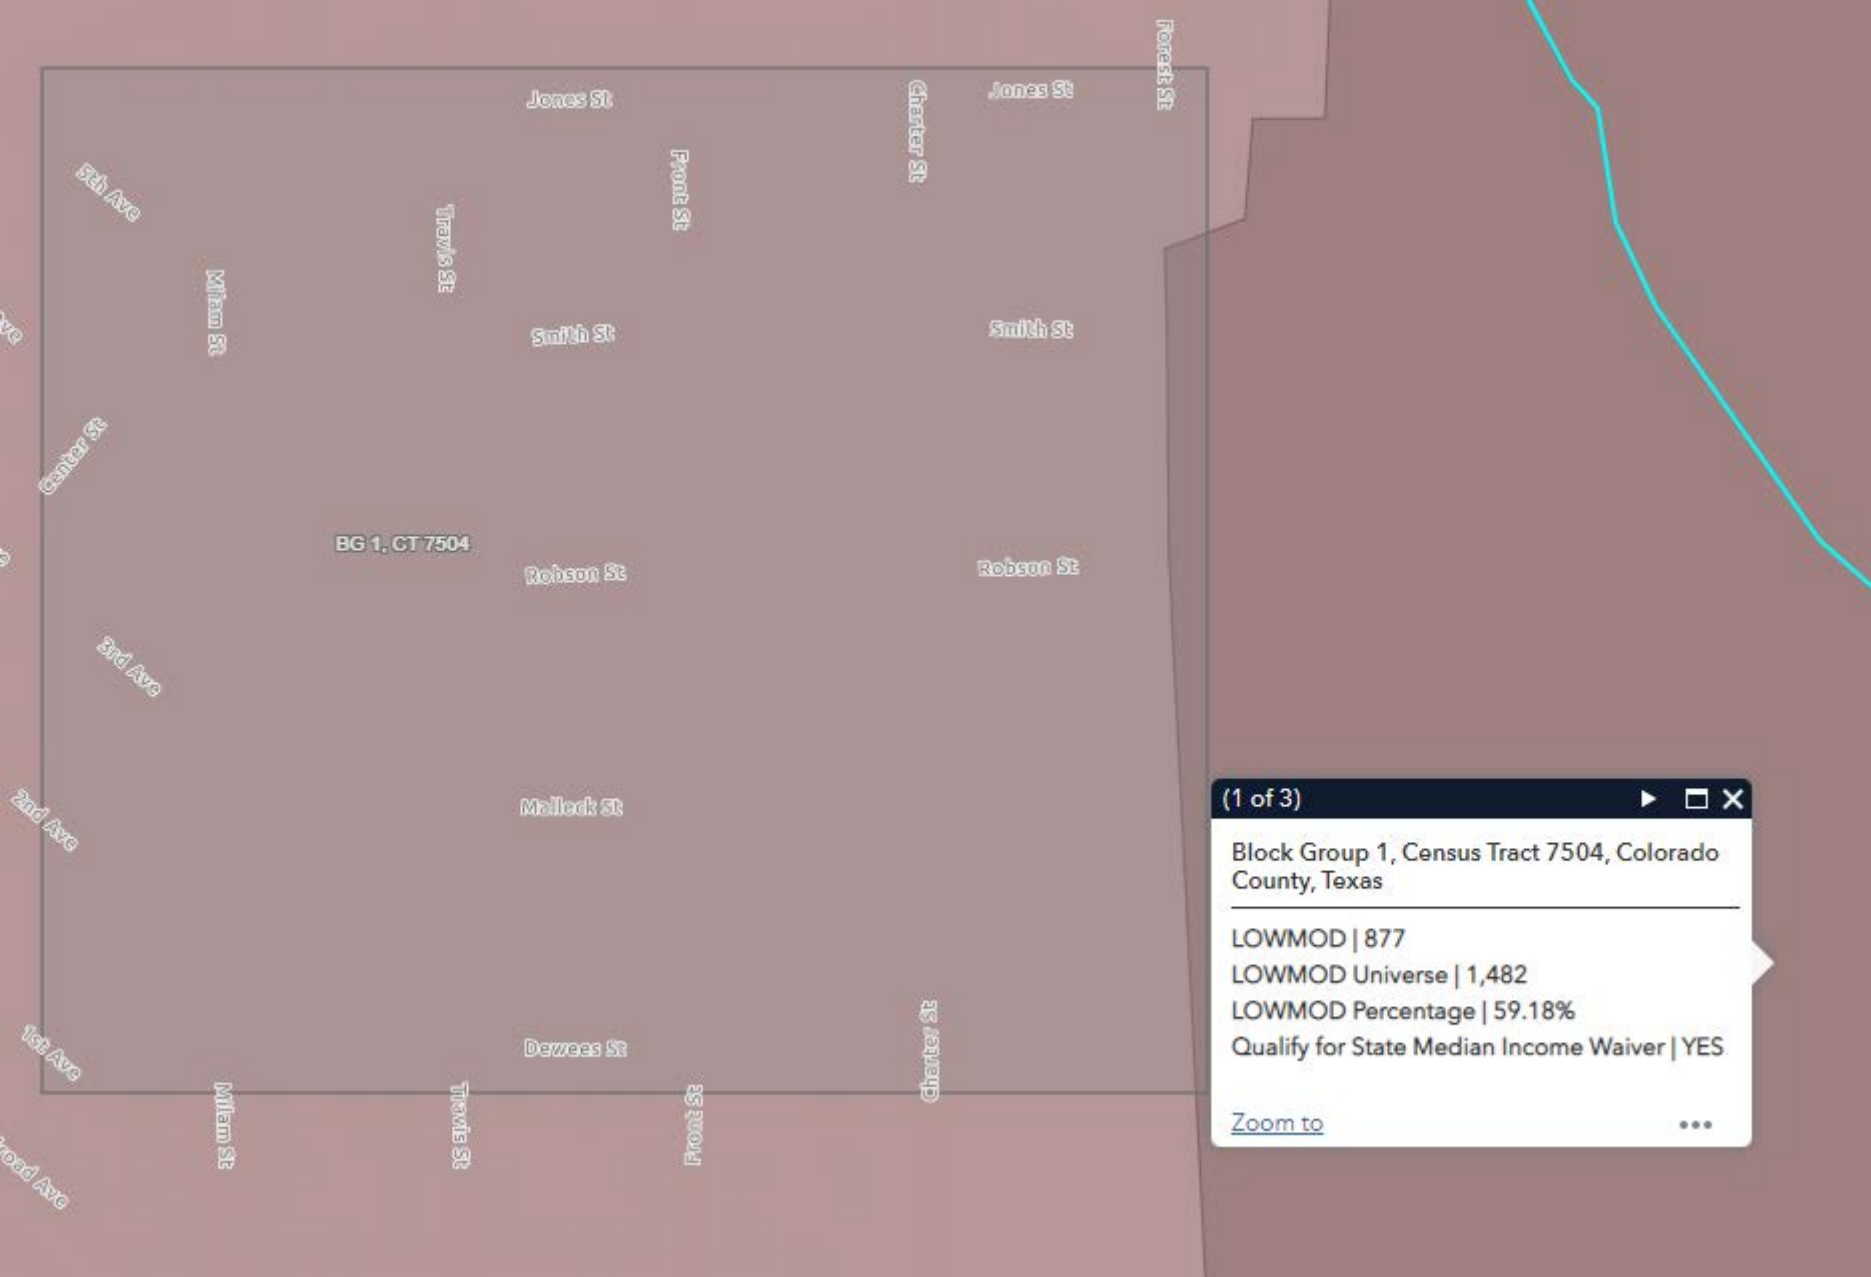 Forest St
Jones St
Jones St
Charter St
Front St
5th Ave
Travis St
Milam St
Smith St
Smith St
Center St
BG 1, CT 7504
Robson St
Robson St
3rd Ave
2nd Ave
Malleck St
1st Ave
Dewees St
Charter St
Milam St
Travis St
Front St
(1 of 3)
Block Group 1, Census Tract 7504, Colorado
County, Texas
LOWMOD | 877
LOWMOD Universe | 1,482
LOWMOD Percentage | 59.18%
Qualify for State Median Income Waiver | YES
Zoom to